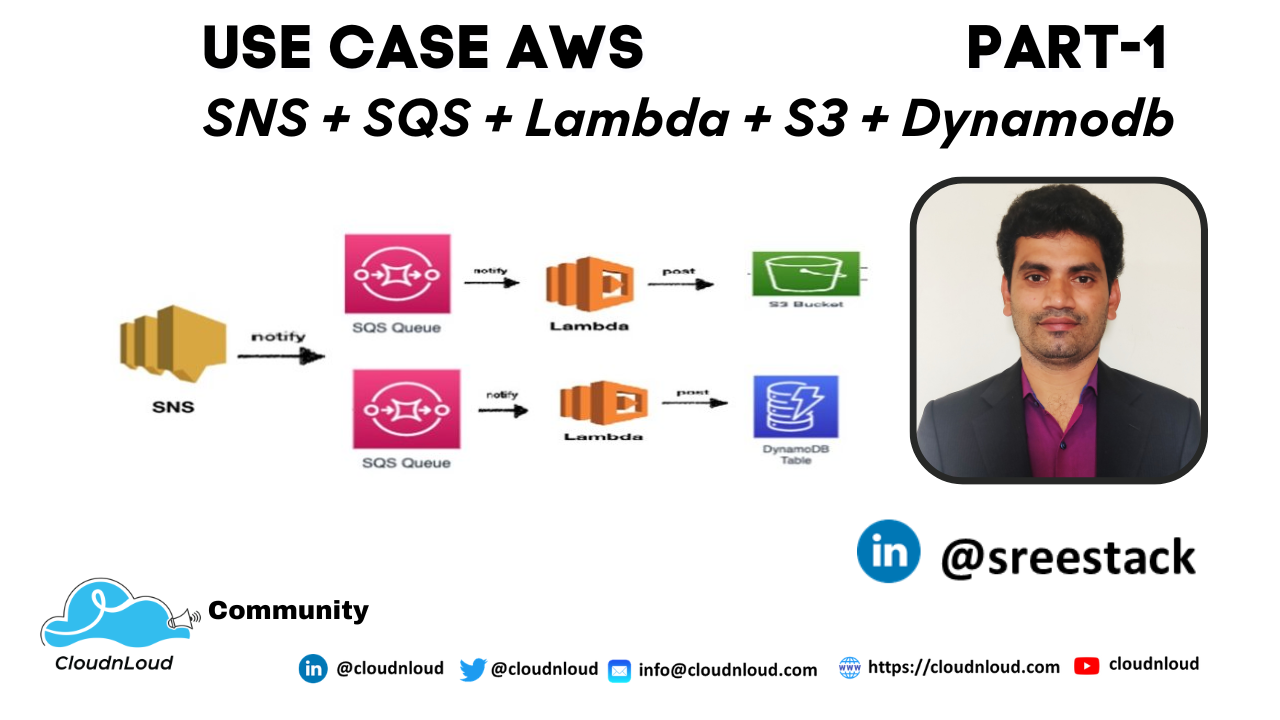 USE CASE AWS PART-1
SNS + SQS + Lambda + S3 + Dynamodb
notify
SNS
SQS Queue
notify
Lambda
post
S3 Bucket
SQS Queue
notify
Lambda
post
DynamoDB
Table
in @sreestack
Community
CloudnLoud
in @cloudnloud @cloudnloud info@cloudnloud.com WWW https://cloudnloud.com cloudnloud